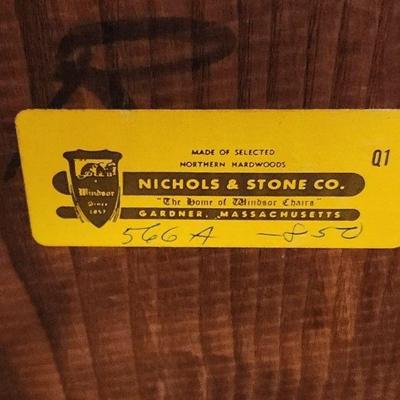 MADE OF SELECTED
NORTHERN HARDWOODS
Q1
Windsor
Since
1857
NICHOLS & STONE CO.
"The Home of Windsor Chairs"
GARDNER, MASSACHUSETTS
566 A -850